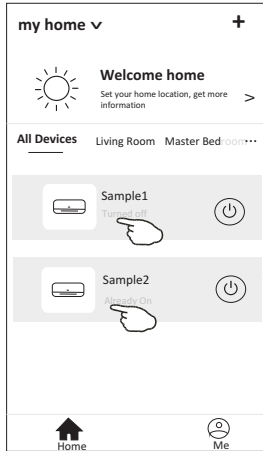 my home
Welcome home
Set your home location, get more
information
All Devices Living Room Master Bedroom...
Sample1
Turned off
Sample2
Already On
Home
Me